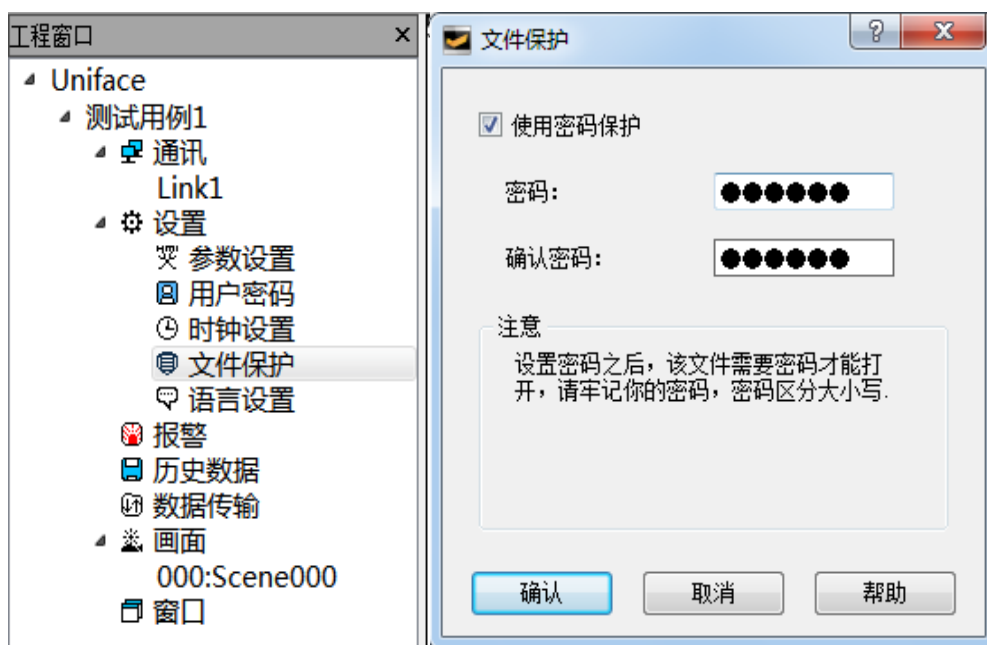 工程窗口
Uniface
测试用例1
通讯
Link1
设置
参数设置
用户密码
时钟设置
文件保护
语言设置
报警
历史数据
数据传输
画面
000:Scene000
窗口
文件保护
使用密码保护
密码:
确认密码:
注意
设置密码之后，该文件需要密码才能打
开，请牢记你的密码，密码区分大小写.
确认
取消
帮助